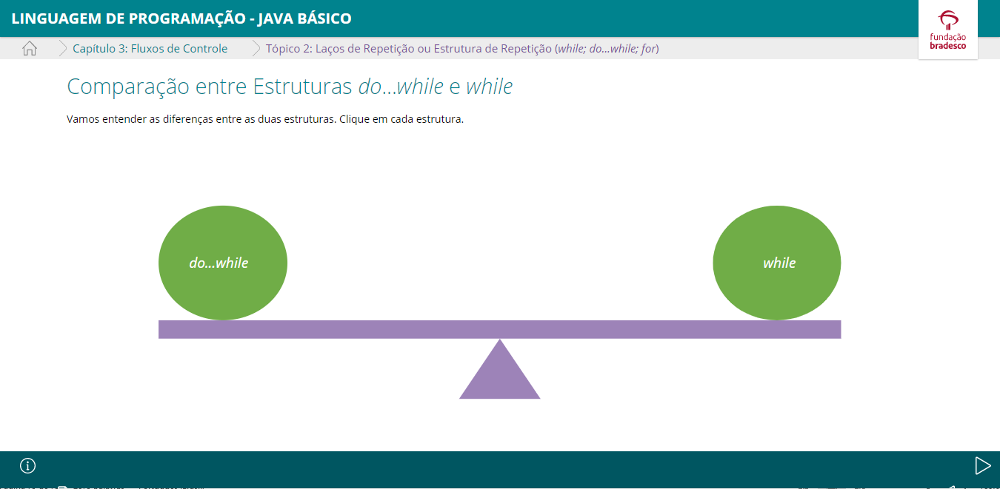 LINGUAGEM DE PROGRAMAÇÃO - JAVA BÁSICO
fundação
bradesco
Capítulo 3: Fluxos de Controle
Tópico 2: Laços de Repetição ou Estrutura de Repetição (while; do...while; for)
Comparação entre Estruturas do...while e while
Vamos entender as diferenças entre as duas estruturas. Clique em cada estrutura.
do...while
while